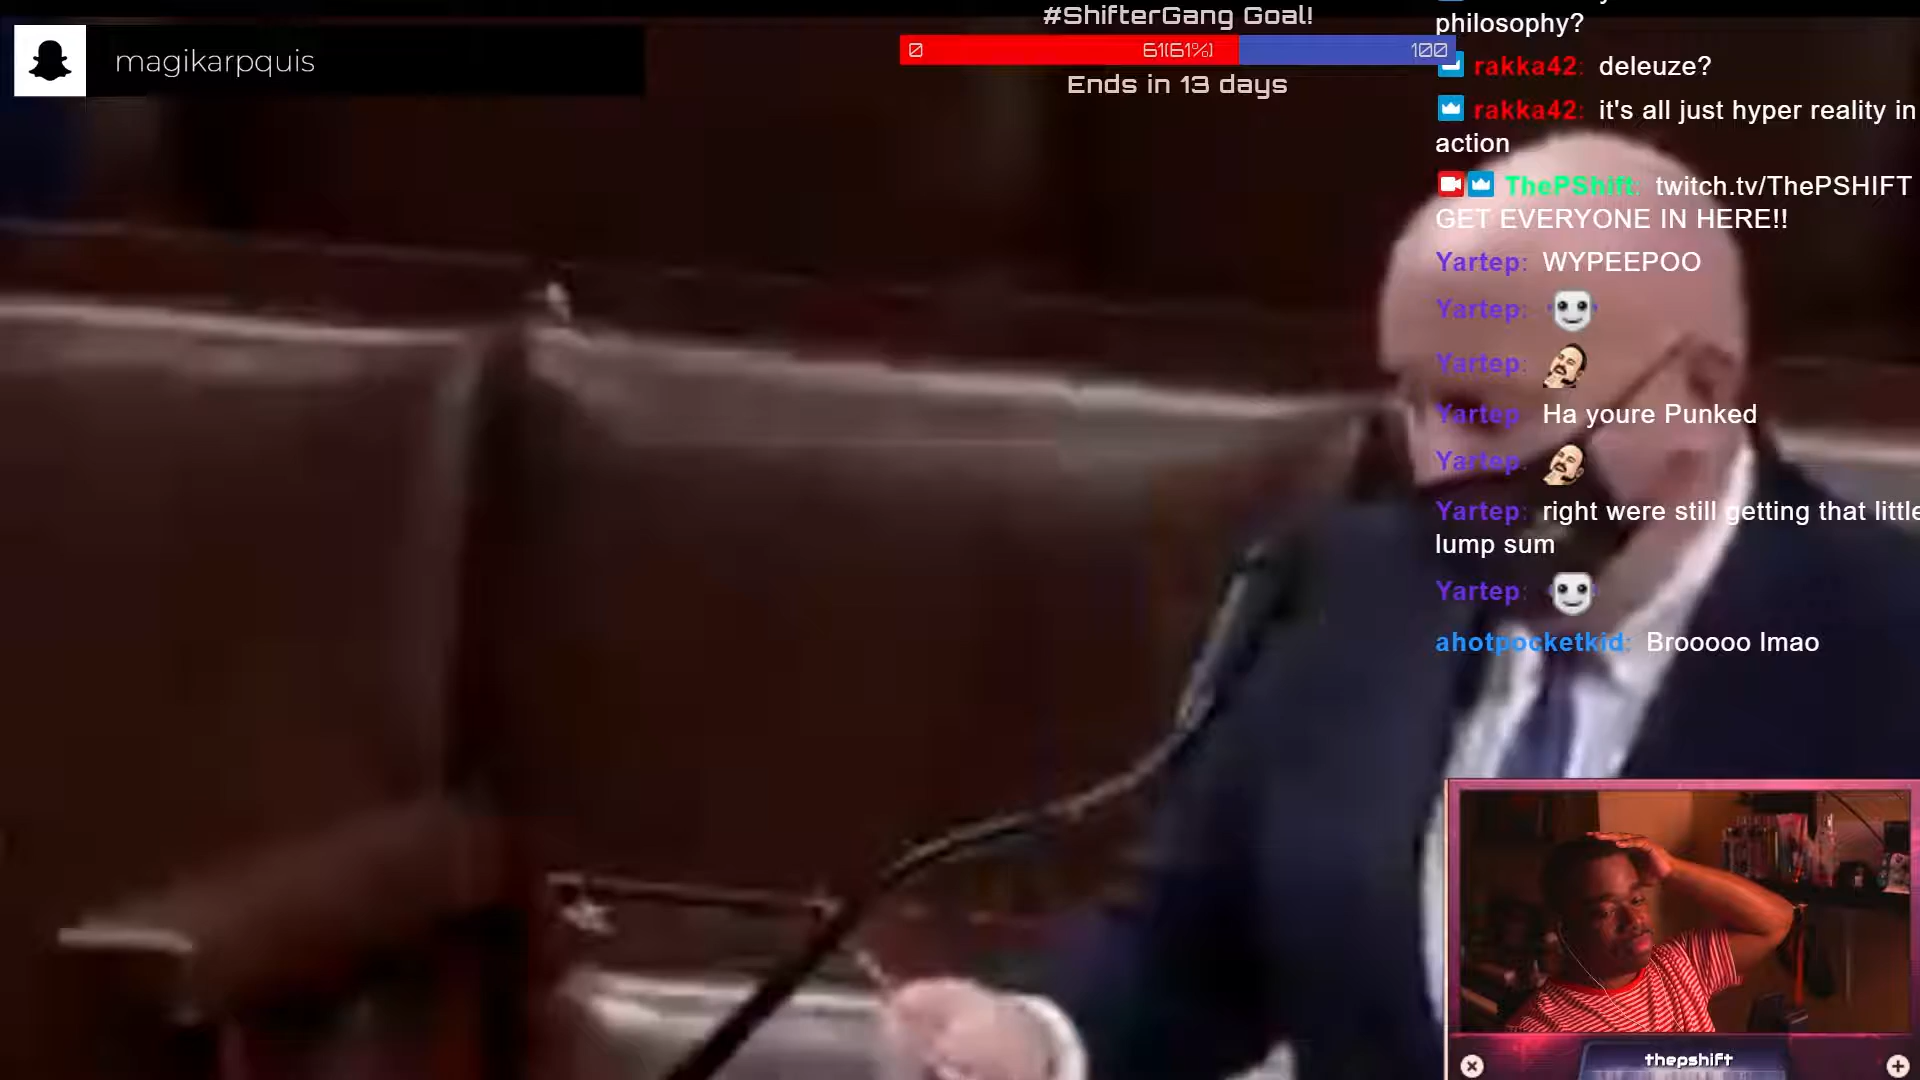 magikarpquis
#ShifterGang Goal!
0 61(61%) 100
Ends in 13 days
philosophy?
rakka42: deleuze?
rakka42: it's all just hyper reality in
action
ThePShift: twitch.tv/ThePSHIFT
GET EVERYONE IN HERE!!
Yartep: WYPEEPOO
Yartep:
Yartep:
Yartep: Ha youre Punked
Yartep:
Yartep: right were still getting that little
lump sum
Yartep:
ahotpocketkid: Brooooo lmao
thepshift